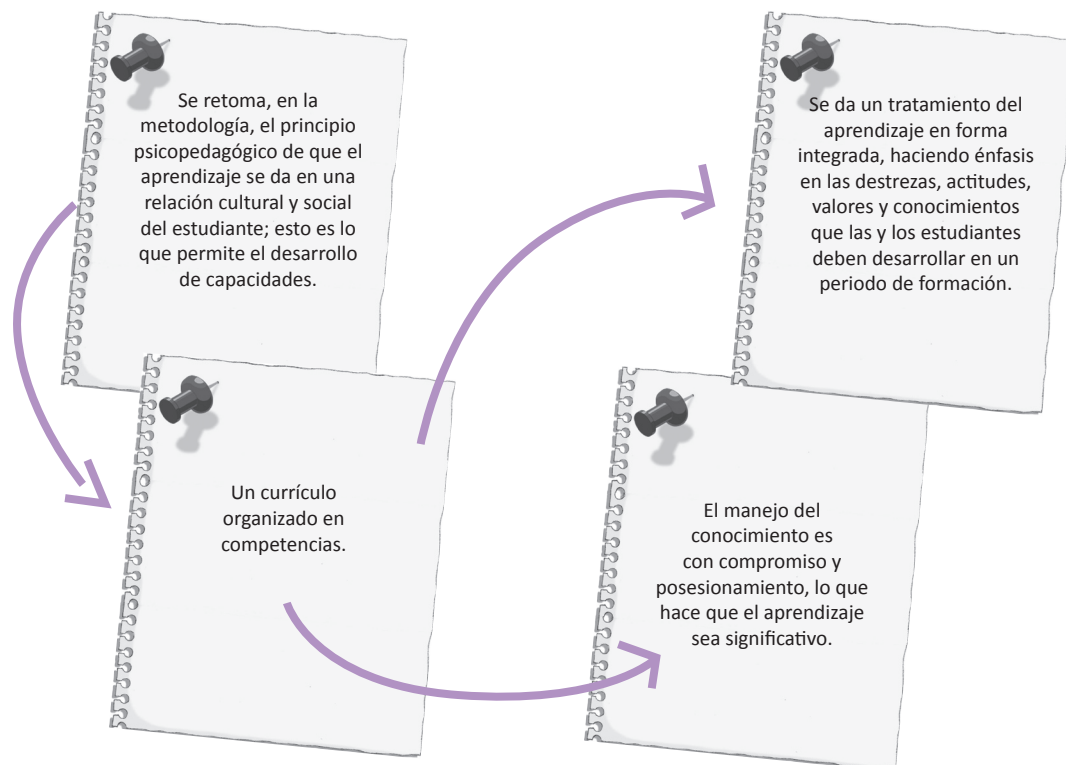 Se retoma, en la
metodología, el principio
psicopedagógico de que el
aprendizaje se da en una
relación cultural y social
del estudiante; esto es lo
que permite el desarrollo
de capacidades.
Un currículo
organizado en
competencias.
Se da un tratamiento del
aprendizaje en forma
integrada, haciendo énfasis
en las destrezas, actitudes,
valores y conocimientos
que las y los estudiantes
deben desarrollar en un
periodo de formación.
El manejo del
conocimiento es
con compromiso y
posesionamiento, lo que
hace que el aprendizaje
sea significativo.